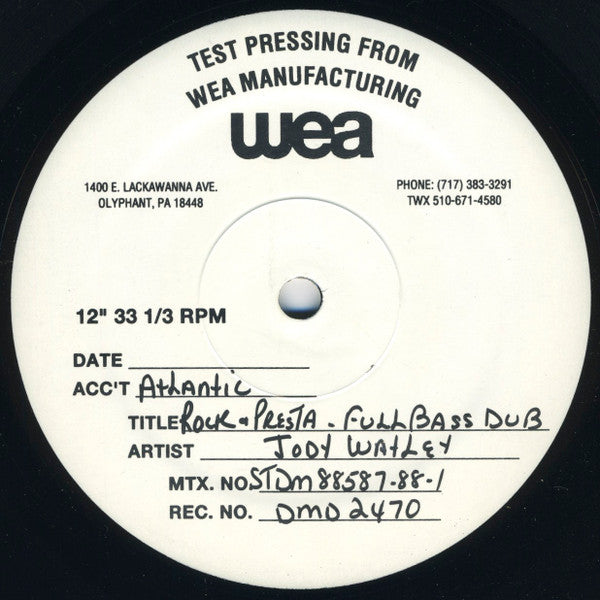 TEST PRESSING FROM
WEA MANUFACTURING
wea
1400 E. LACKAWANNA AVE.
OLYPHANT, PA 18448
PHONE: (717) 383-3291
TWX 510-671-4580
12" 33 1/3 RPM
DATE
ACC'T Atlantic
TITLE Rock & Presta - Full Bass Dub
ARTIST Jody Watley
MTX. NO. STDM88587-88-1
REC. NO. DMD 2470